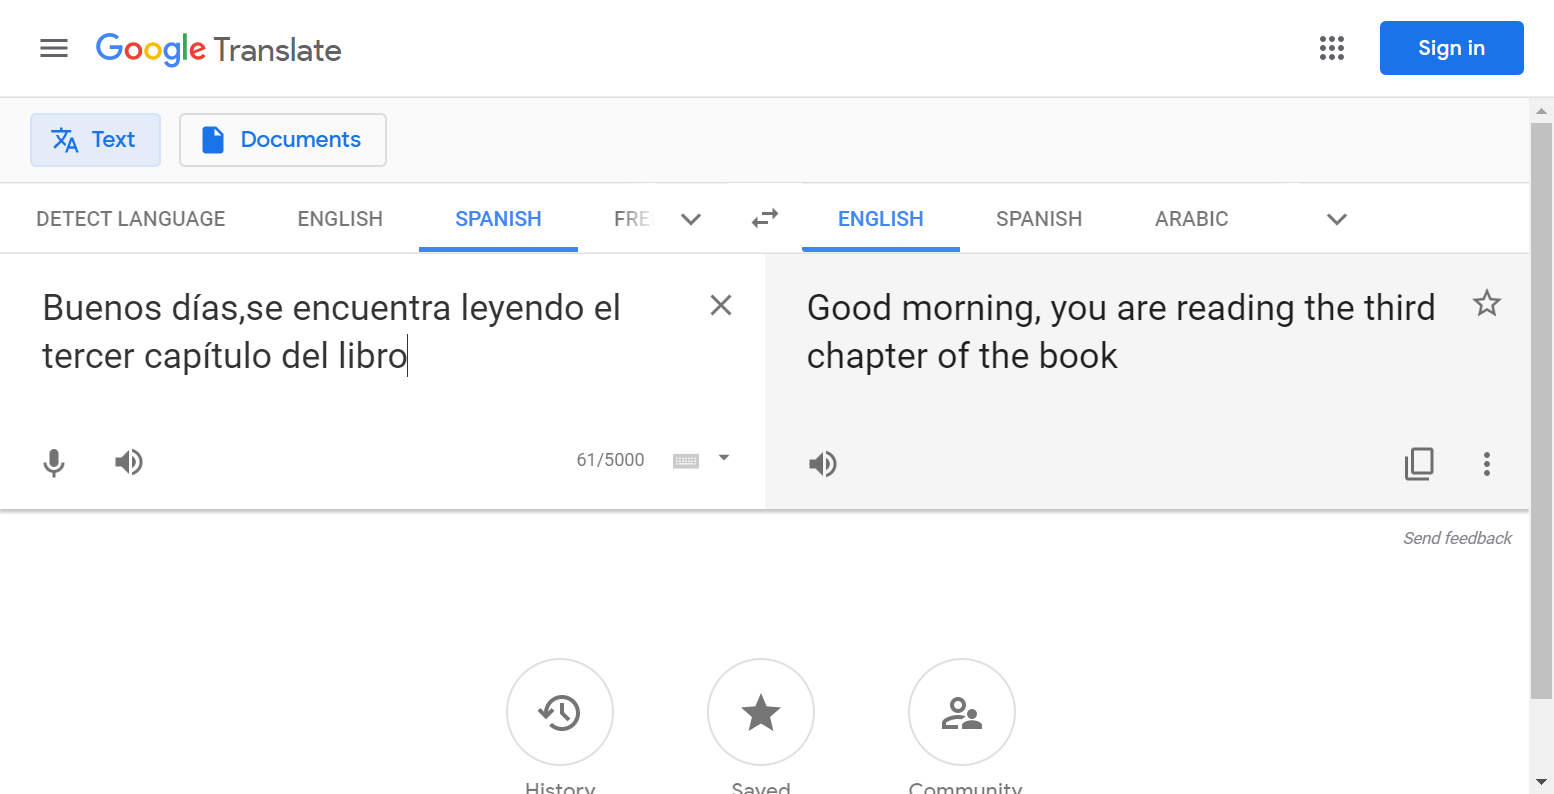 Google Translate
Sign in
Text
Documents
DETECT LANGUAGE
ENGLISH
SPANISH
ENGLISH
SPANISH
ARABIC
Buenos días,se encuentra leyendo el
tercer capítulo del libro
Good morning, you are reading the third
chapter of the book
61/5000
Send feedback
History
Saved
Community